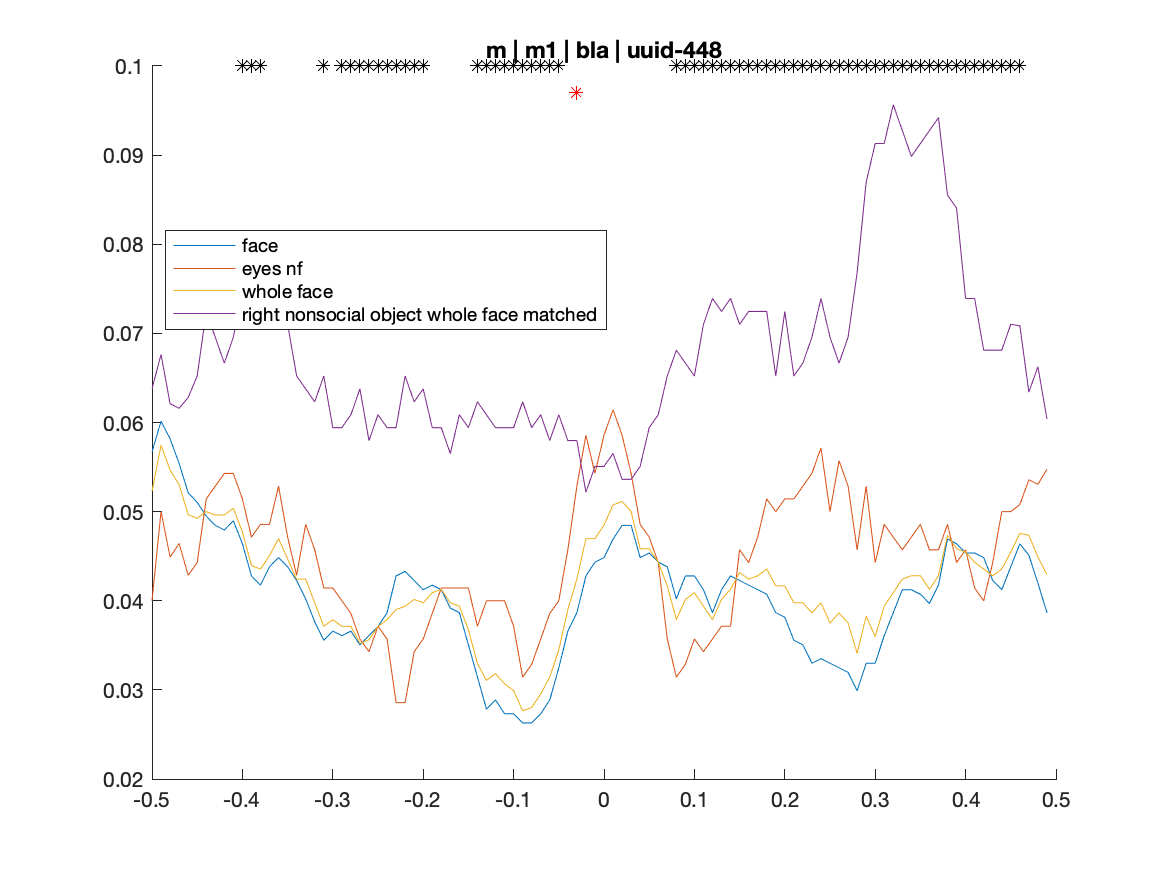 m | m1 | bla | uuid-448
0.1
0.09
0.08
0.07
0.06
0.05
0.04
0.03
0.02
face
eyes nf
whole face
right nonsocial object whole face matched
-0.5 -0.4 -0.3 -0.2 -0.1 0 0.1 0.2 0.3 0.4 0.5